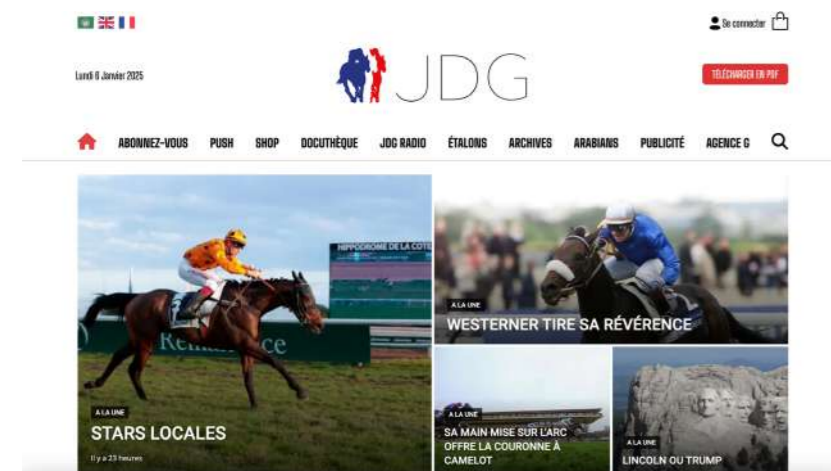 Se connecter
Lundi 6 Janvier 2025
JDG
TÉLÉCHARGER EN PDF
ABONNEZ-VOUS PUSH SHOP DOCUTHÈQUE JDG RADIO ÉTALONS ARCHIVES ARABIANS PUBLICITÉ AGENCE G
HIPPODROME DE LA COTE
A LA UNE
STARS LOCALES
Il y a 23 heures
A LA UNE
WESTERNER TIRE SA RÉVÉRENCE
A LA UNE
SA MAIN-MISE SUR L'ARC
OFFRE LA COURONNE À
CAMELOT
A LA UNE
LINCOLN OU TRUMP